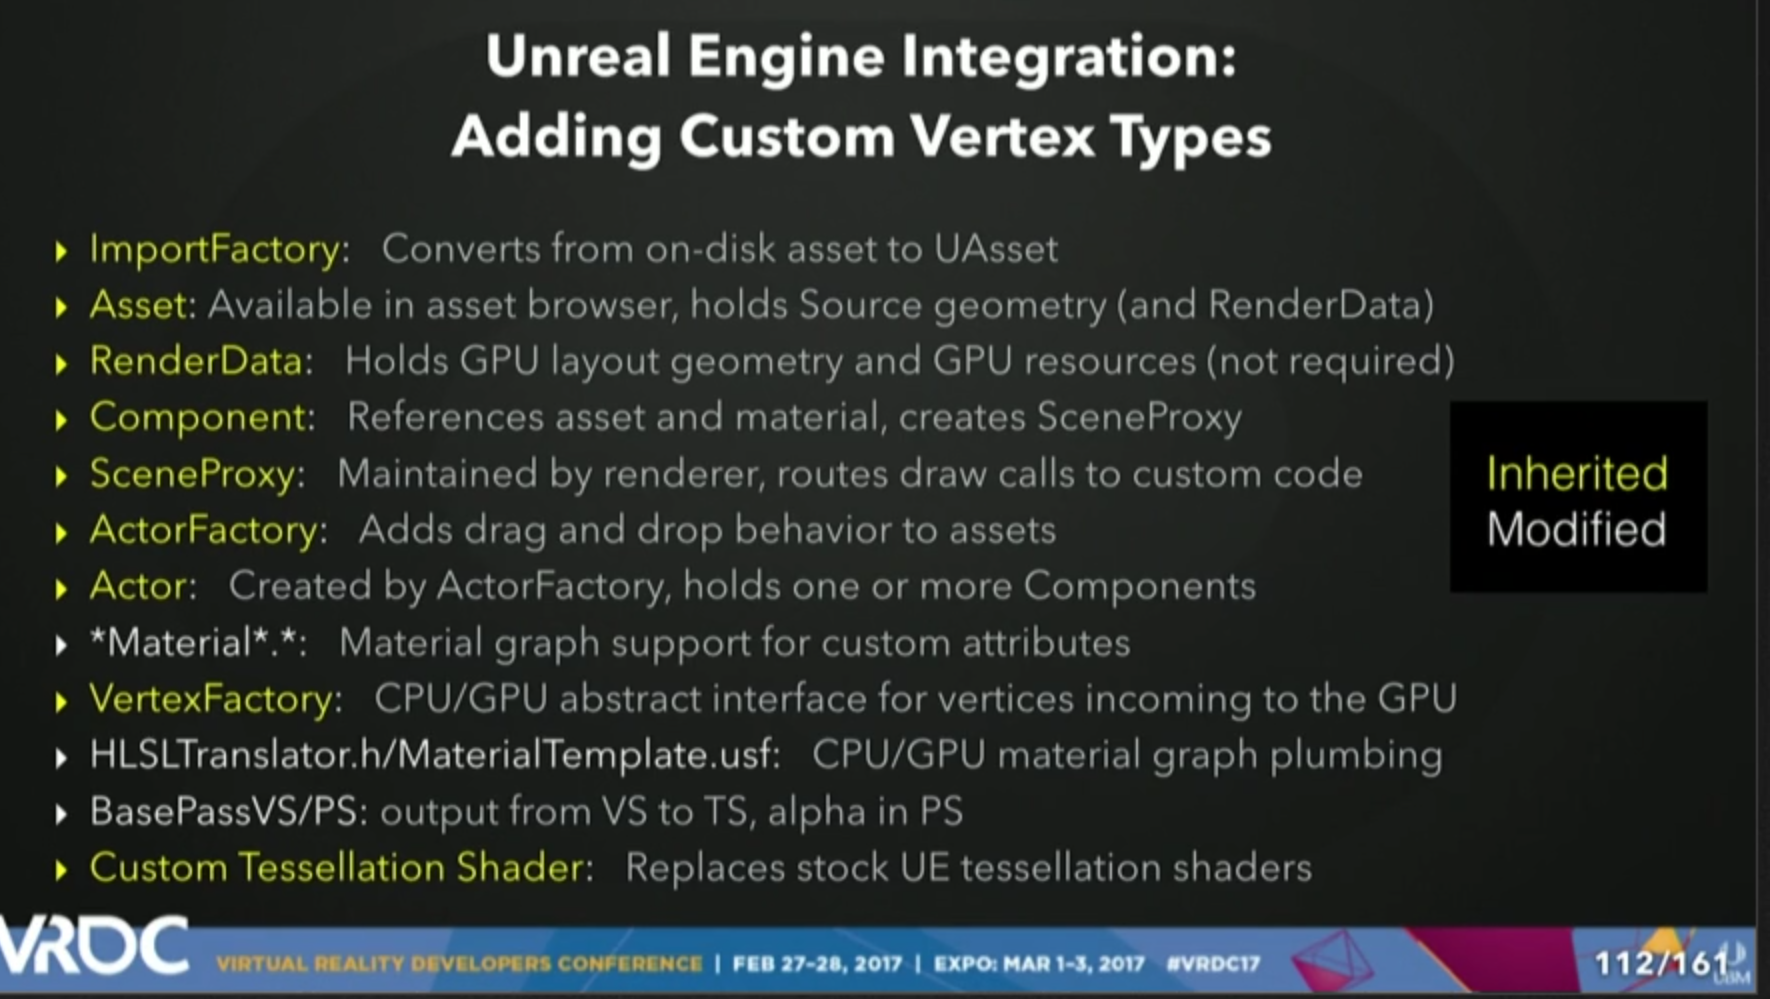 Unreal Engine Integration:
Adding Custom Vertex Types
ImportFactory: Converts from on-disk asset to UAsset
Asset: Available in asset browser, holds Source geometry (and RenderData)
RenderData: Holds GPU layout geometry and GPU resources (not required)
Component: References asset and material, creates SceneProxy
SceneProxy: Maintained by renderer, routes draw calls to custom code
ActorFactory: Adds drag and drop behavior to assets
Actor: Created by ActorFactory, holds one or more Components
*Material*.*: Material graph support for custom attributes
VertexFactory: CPU/GPU abstract interface for vertices incoming to the GPU
HLSLTranslator.h/MaterialTemplate.usf: CPU/GPU material graph plumbing
BasePassVS/PS: output from VS to TS, alpha in PS
Custom Tessellation Shader: Replaces stock UE tessellation shaders
Inherited
Modified
VRDC
VIRTUAL REALITY DEVELOPERS CONFERENCE | FEB 27-28, 2017 | EXPO: MAR 1-3, 2017 #VRDC17
112/161
UBM